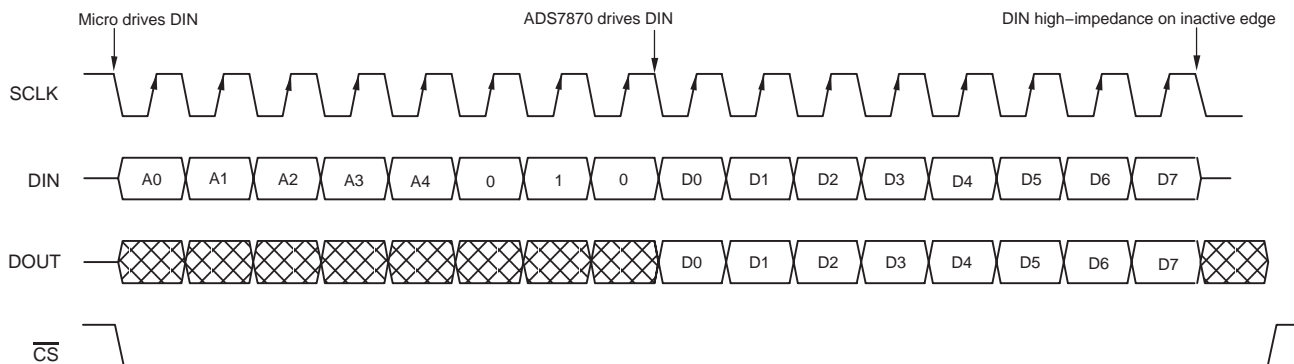 Micro drives DIN
ADS7870 drives DIN
DIN high−impedance on inactive edge
SCLK
DIN A0 A1 A2 A3 A4 0 1 0 D0 D1 D2 D3 D4 D5 D6 D7
DOUT D0 D1 D2 D3 D4 D5 D6 D7
CS